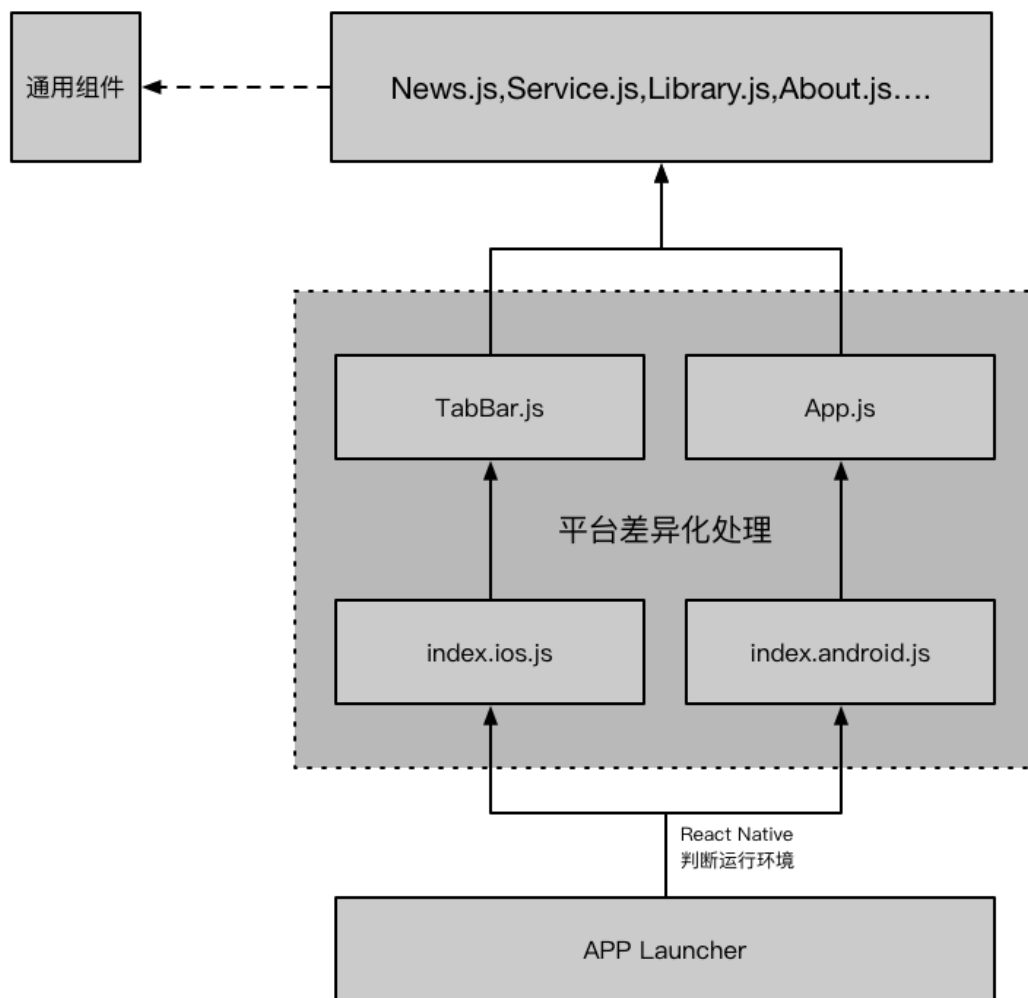 通用组件
News.js,Service.js,Library.js,About.js….
TabBar.js
App.js
平台差异化处理
index.ios.js
index.android.js
React Native
判断运行环境
APP Launcher